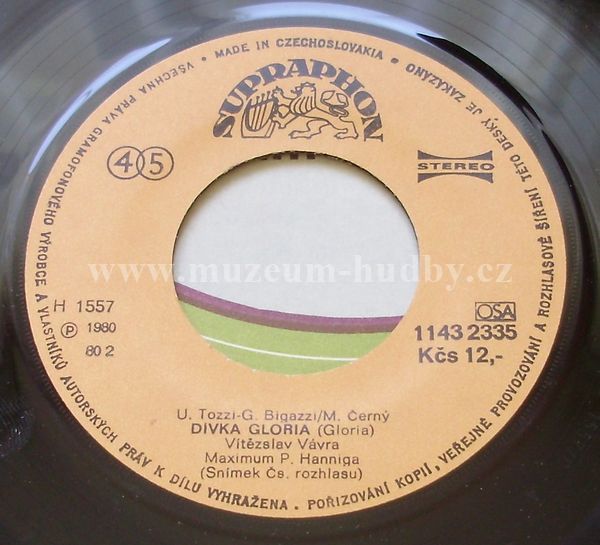 VŠECHNA PRÁVA GRAMOFONOVÉHO VÝROBCE A VLASTNÍKŮ AUTORSKÝCH PRÁV K DÍLU VYHRAŽENA. POŘIZOVÁNÍ KOPIÍ, VEŘEJNÉ PROVOZOVÁNÍ A ROZHLASOVÉ ŠÍŘENÍ TÉTO DESKY JE ZAKÁZÁNO • MADE IN CZECHOSLOVAKIA •
SUPRAPHON
45
STEREO
www.muzeum-hudby.cz
H 1557
Ⓟ 1980
80 2
OSA
1143 2335
Kčs 12,-
U. Tozzi-G. Bigazzi/M. Černý
DÍVKA GLORIA (Gloria)
Vítězslav Vávra
Maximum P. Hanniga
(Snímek Čs. rozhlasu)